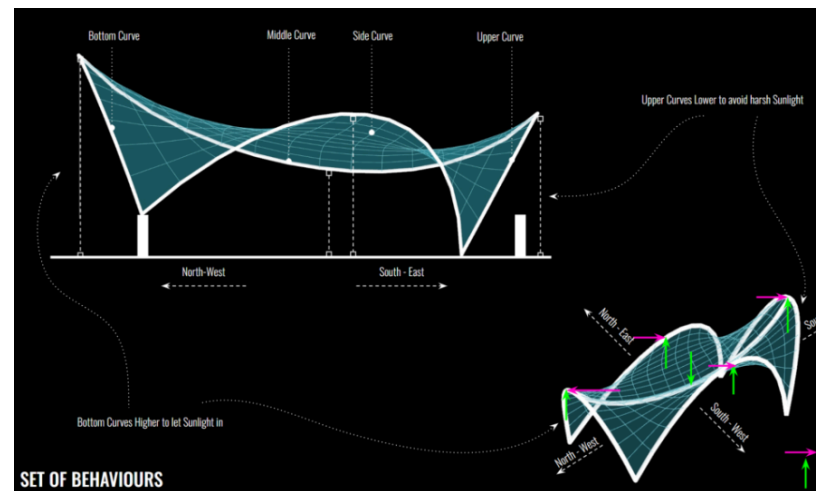 Bottom Curve
Middle Curve
Side Curve
Upper Curve
Upper Curves Lower to avoid harsh Sunlight
North-West
South - East
North - East
South - West
North - West
Bottom Curves Higher to let Sunlight in
SET OF BEHAVIOURS